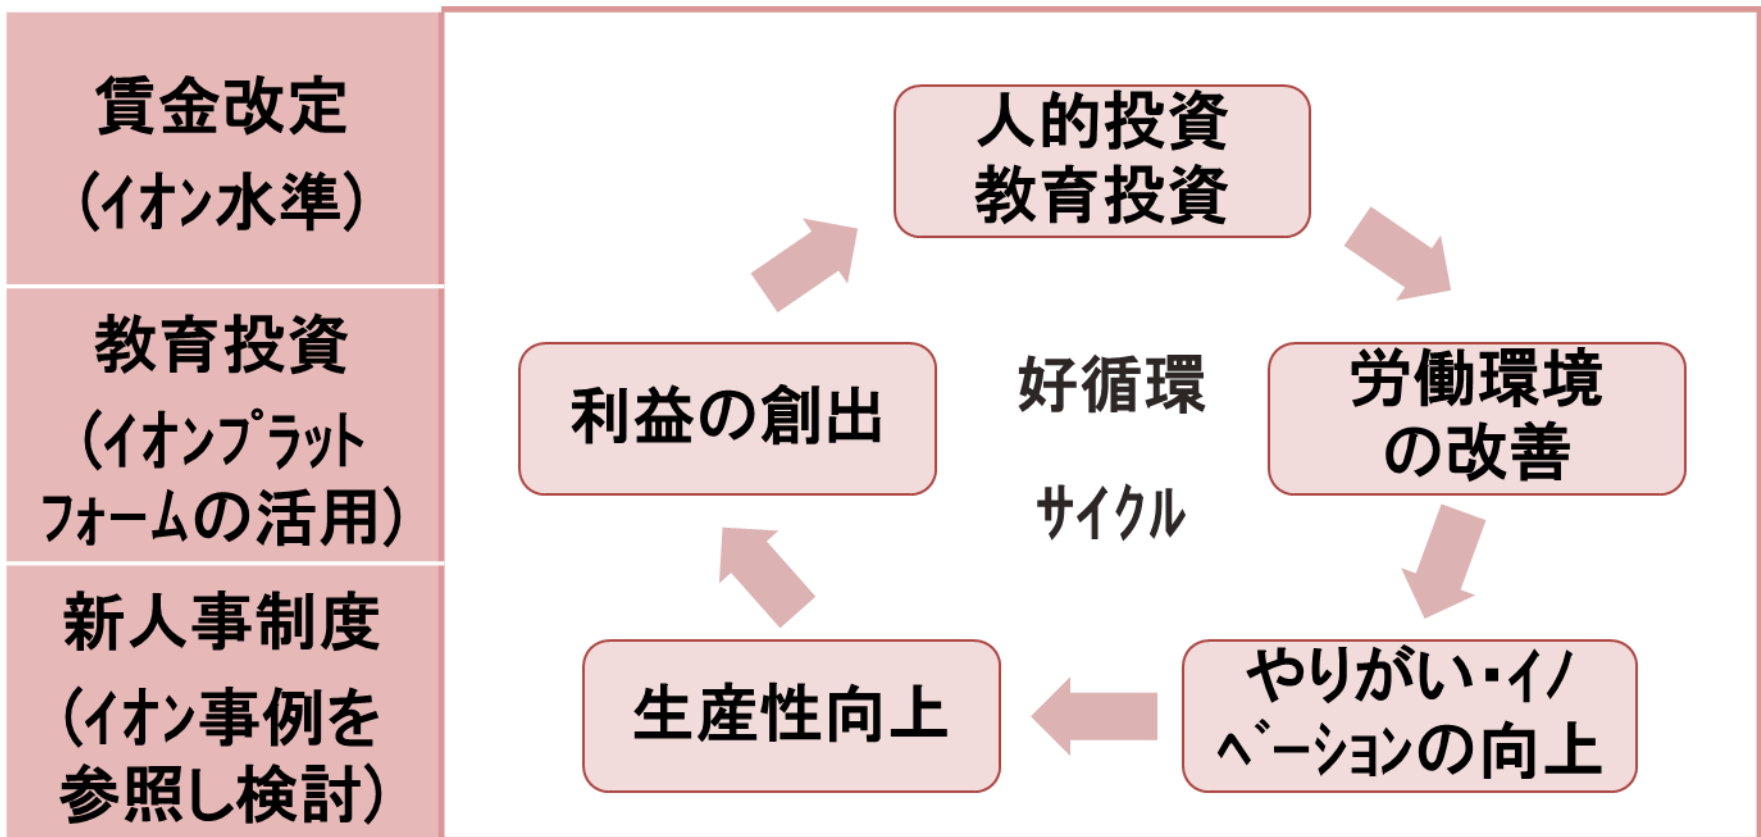 賃金改定
（ｲｵﾝ水準）
教育投資
（ｲｵﾝﾌﾟﾗｯﾄ
ﾌｫｰﾑの活用）
新人事制度
（ｲｵﾝ事例を
参照し検討）
人的投資
教育投資
労働環境
の改善
やりがい・ｲﾉ
ﾍﾞｰｼｮﾝの向上
生産性向上
利益の創出
好循環
ｻｲｸﾙ